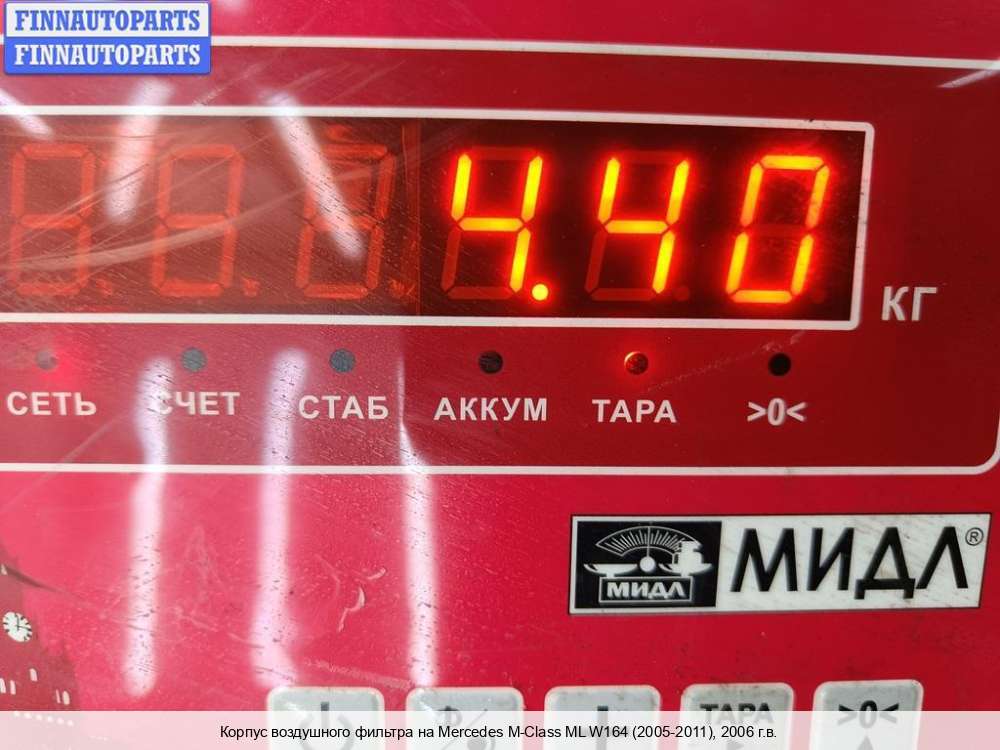 FINNAUTOPARTS
FINNAUTOPARTS
4.40
КГ
СЕТЬ СЧЕТ СТАБ АККУМ ТАРА >0<
МИДЛ МИДЛ®
ТАРА >0<
Корпус воздушного фильтра на Mercedes M-Class ML W164 (2005-2011), 2006 г.в.